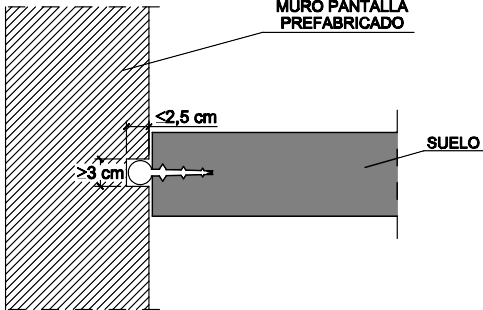 MURO PANTALLA
PREFABRICADO
<2,5 cm
SUELO
>3 cm